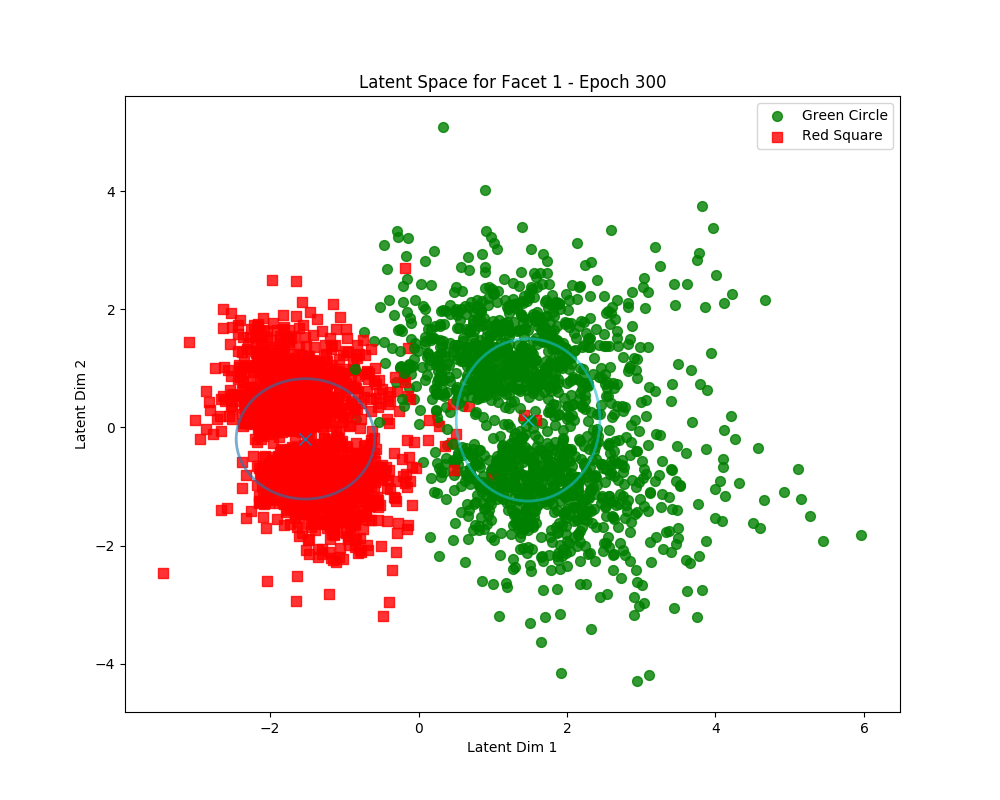 Latent Space for Facet 1 - Epoch 300
Green Circle
Red Square
Latent Dim 2
4
2
0
−2
−4
−2
0
2
4
6
Latent Dim 1